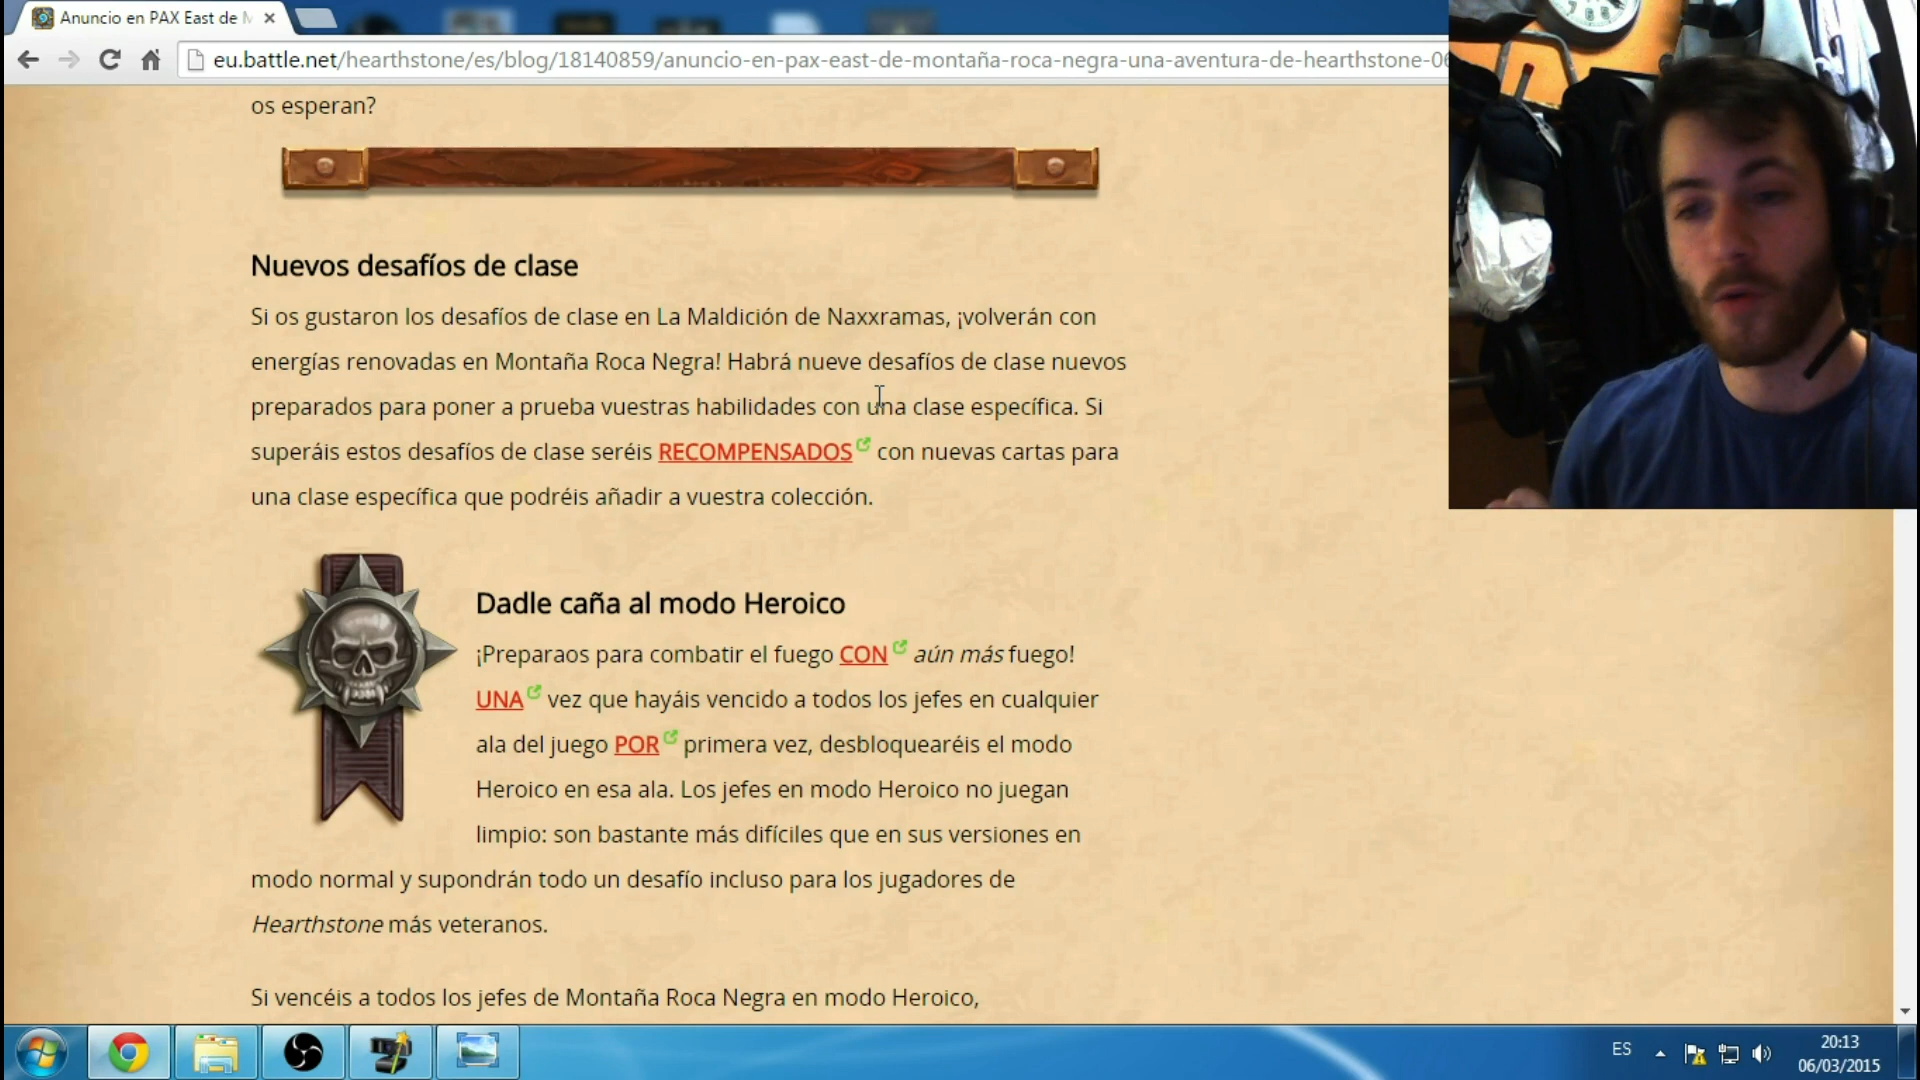 Anuncio en PAX East de M
eu.battle.net/hearthstone/es/blog/18140859/anuncio-en-pax-east-de-montaña-roca-negra-una-aventura-de-hearthstone-06
os esperan?
Nuevos desafíos de clase
Si os gustaron los desafíos de clase en La Maldición de Naxxramas, ¡volverán con
energías renovadas en Montaña Roca Negra! Habrá nueve desafíos de clase nuevos
preparados para poner a prueba vuestras habilidades con una clase específica. Si
superáis estos desafíos de clase seréis RECOMPENSADOS con nuevas cartas para
una clase específica que podréis añadir a vuestra colección.
Dadle caña al modo Heroico
¡Preparaos para combatir el fuego CON aún más fuego!
UNA vez que hayáis vencido a todos los jefes en cualquier
ala del juego POR primera vez, desbloquearéis el modo
Heroico en esa ala. Los jefes en modo Heroico no juegan
limpio: son bastante más difíciles que en sus versiones en
modo normal y supondrán todo un desafío incluso para los jugadores de
Hearthstone más veteranos.
Si vencéis a todos los jefes de Montaña Roca Negra en modo Heroico,
ES
20:13
06/03/2015
7 6 5